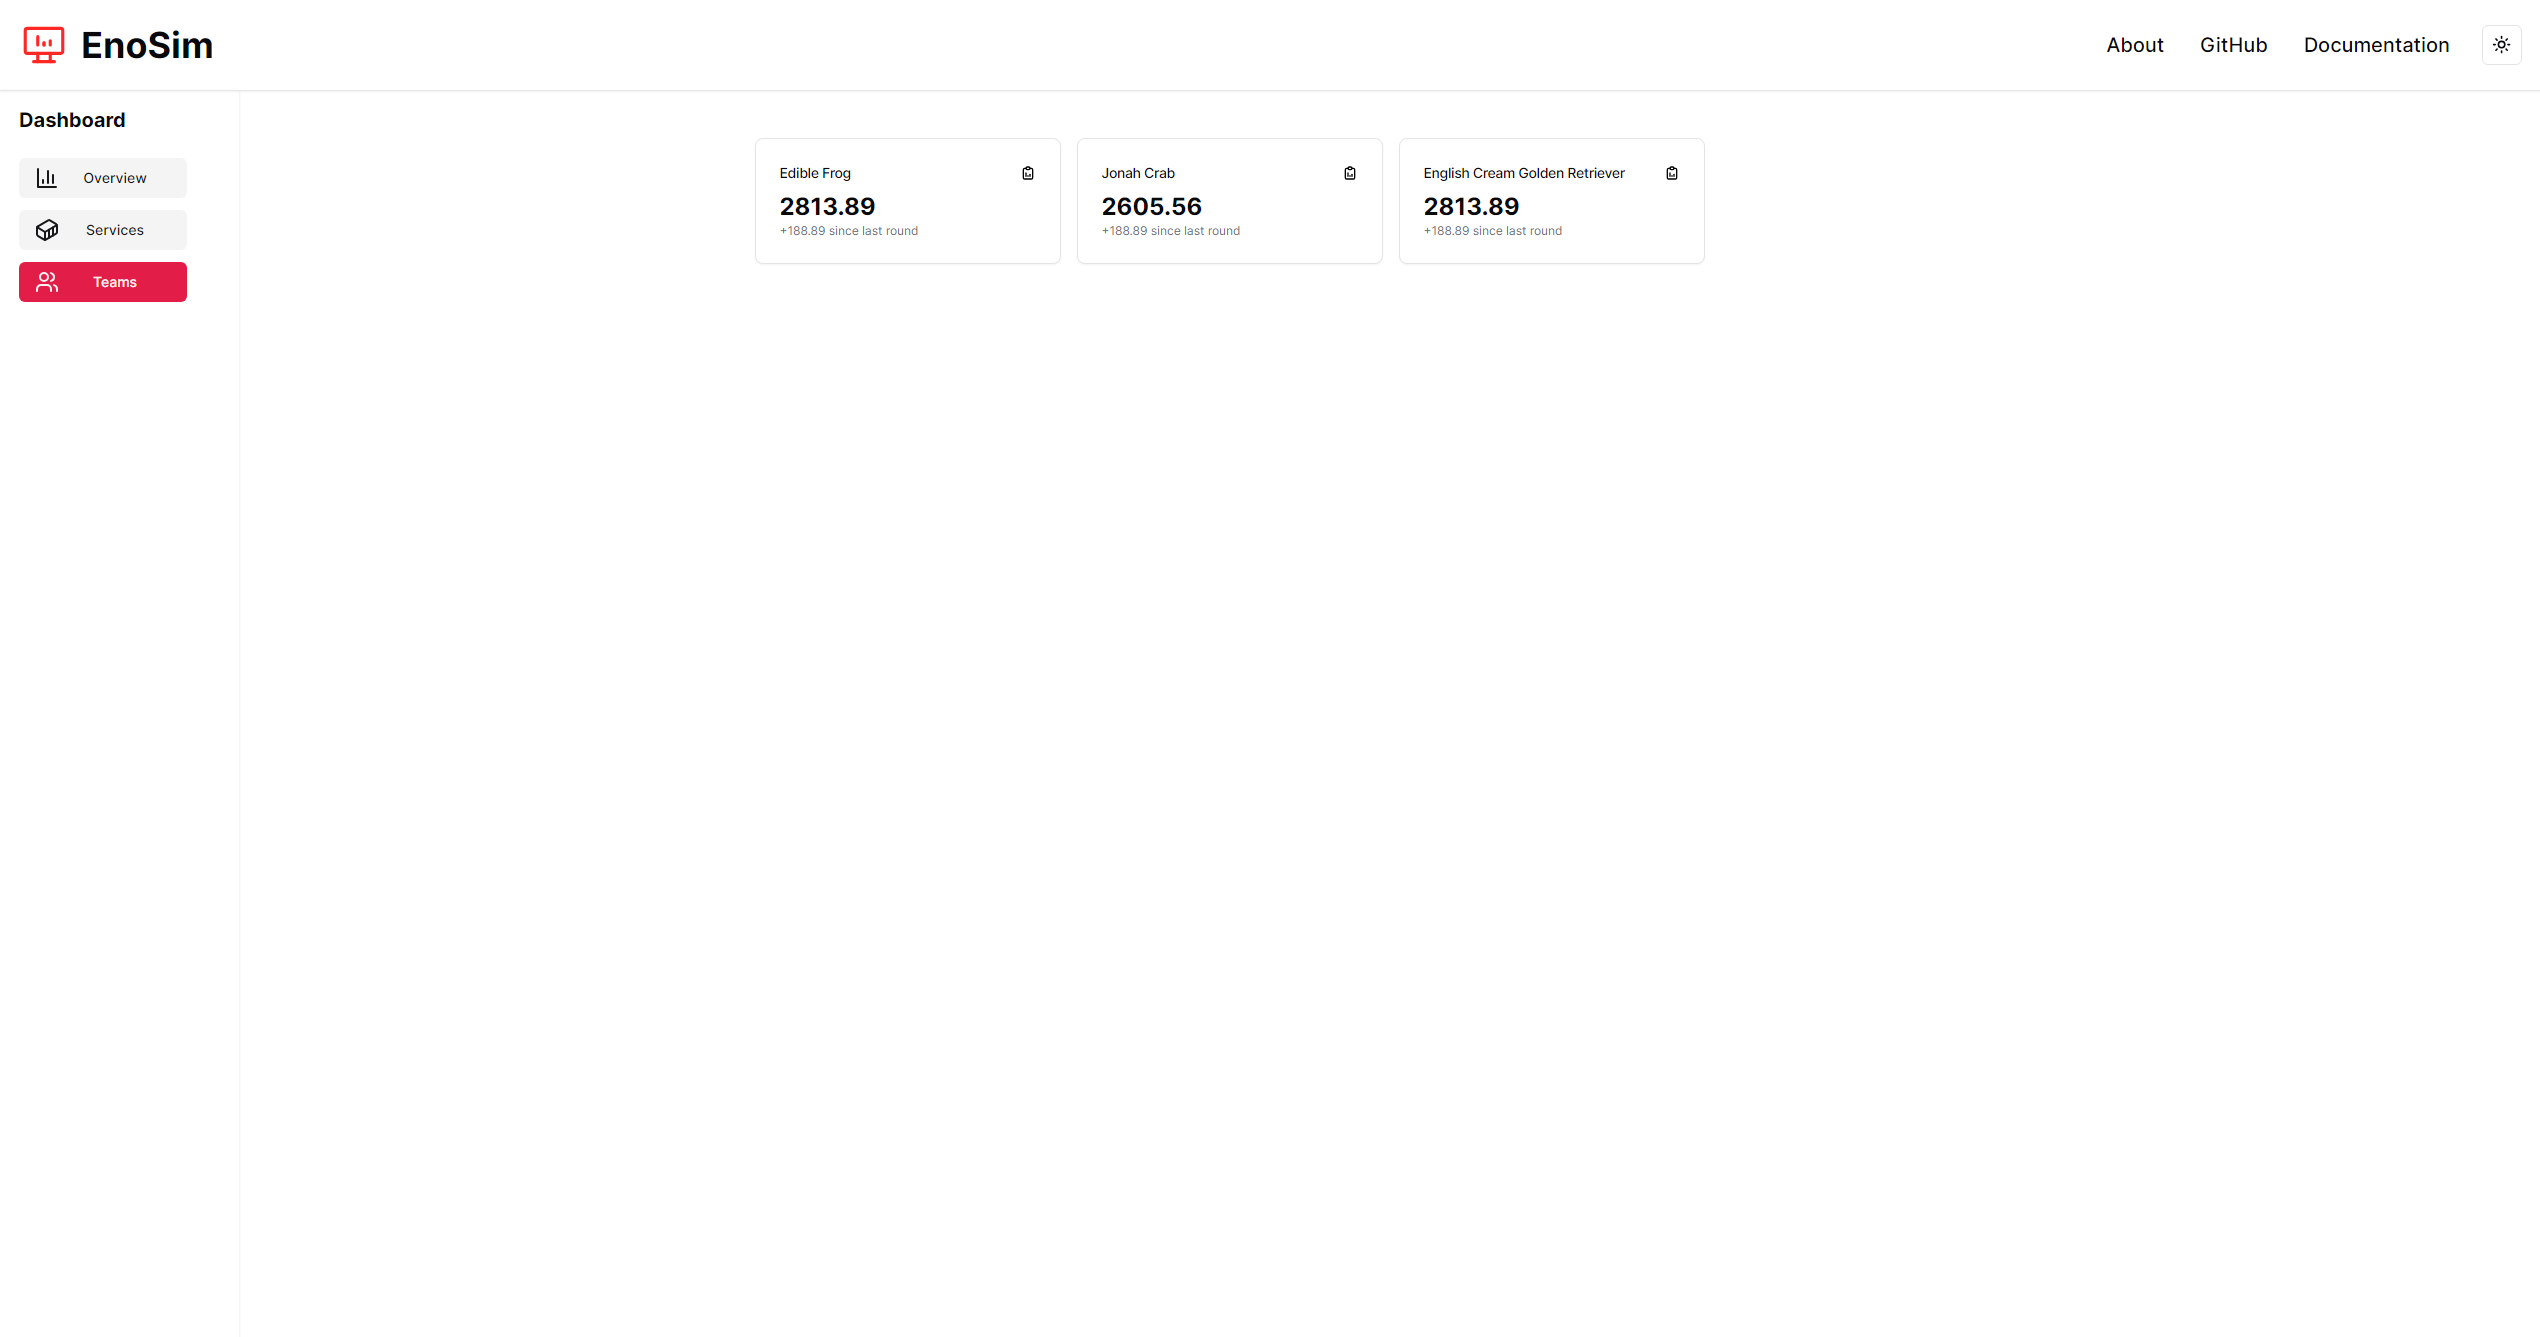 EnoSim
About
GitHub
Documentation
Dashboard
Overview
Services
Teams
Edible Frog
2813.89
+188.89 since last round
Jonah Crab
2605.56
+188.89 since last round
English Cream Golden Retriever
2813.89
+188.89 since last round